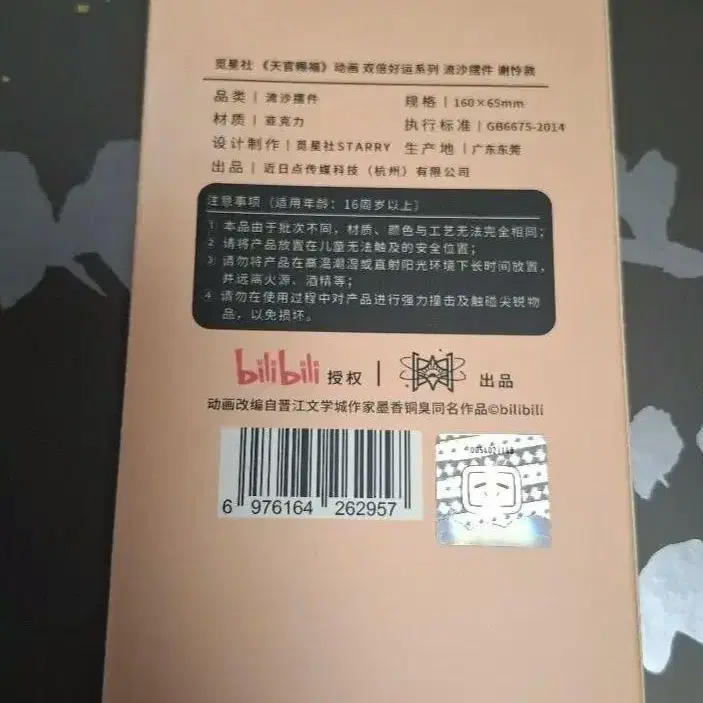 觅星社 《天官赐福》动画 双倍好运系列 流沙摆件 谢怜款
品类 | 流沙摆件 规格 | 160×65mm
材质 | 亚克力 执行标准 | GB6675-2014
设计制作 | 觅星社STARRY 生产地 | 广东东莞
出品 | 近日点传媒科技（杭州）有限公司
注意事项（适用年龄：16周岁以上）
1 本品由于批次不同，材质、颜色与工艺无法完全相同；
2 请将产品放置在儿童无法触及的安全位置；
3 请勿将产品在高温潮湿或直射阳光环境下长时间放置，
并远离火源、酒精等；
4 请勿在使用过程中对产品进行强力撞击及触碰尖锐物
品，以免损坏。
bilibili 授权 | 出品
动画改编自晋江文学城作家墨香铜臭同名作品©bilibili
6 976164 262957